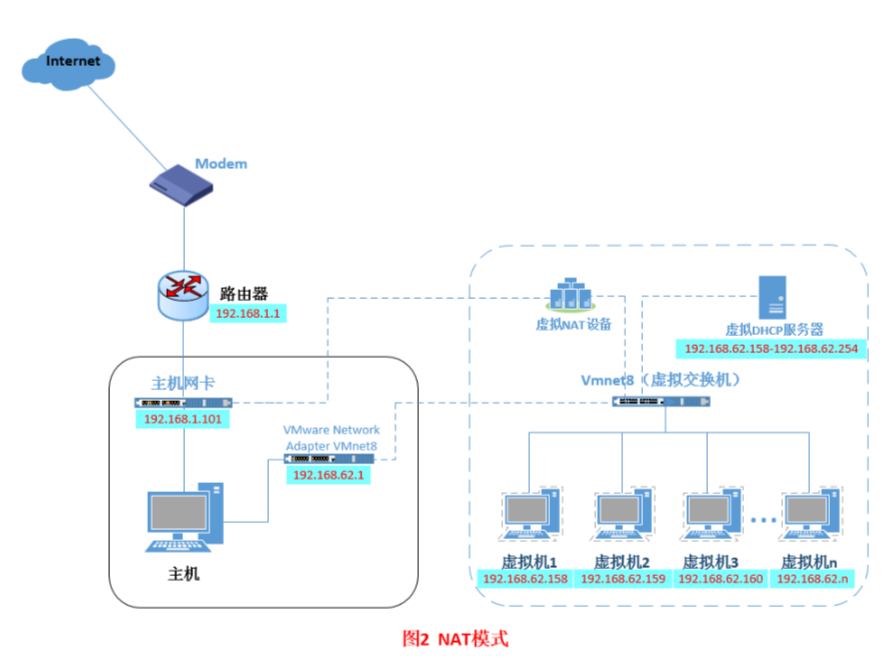 Internet
Modem
路由器
192.168.1.1
主机网卡
192.168.1.101
VMware Network
Adapter VMnet8
192.168.62.1
主机
虚拟NAT设备
虚拟DHCP服务器
192.168.62.158-192.168.62.254
Vmnet8（虚拟交换机）
虚拟机1
192.168.62.158
虚拟机2
192.168.62.159
虚拟机3
192.168.62.160
虚拟机n
192.168.62.n
图2 NAT模式